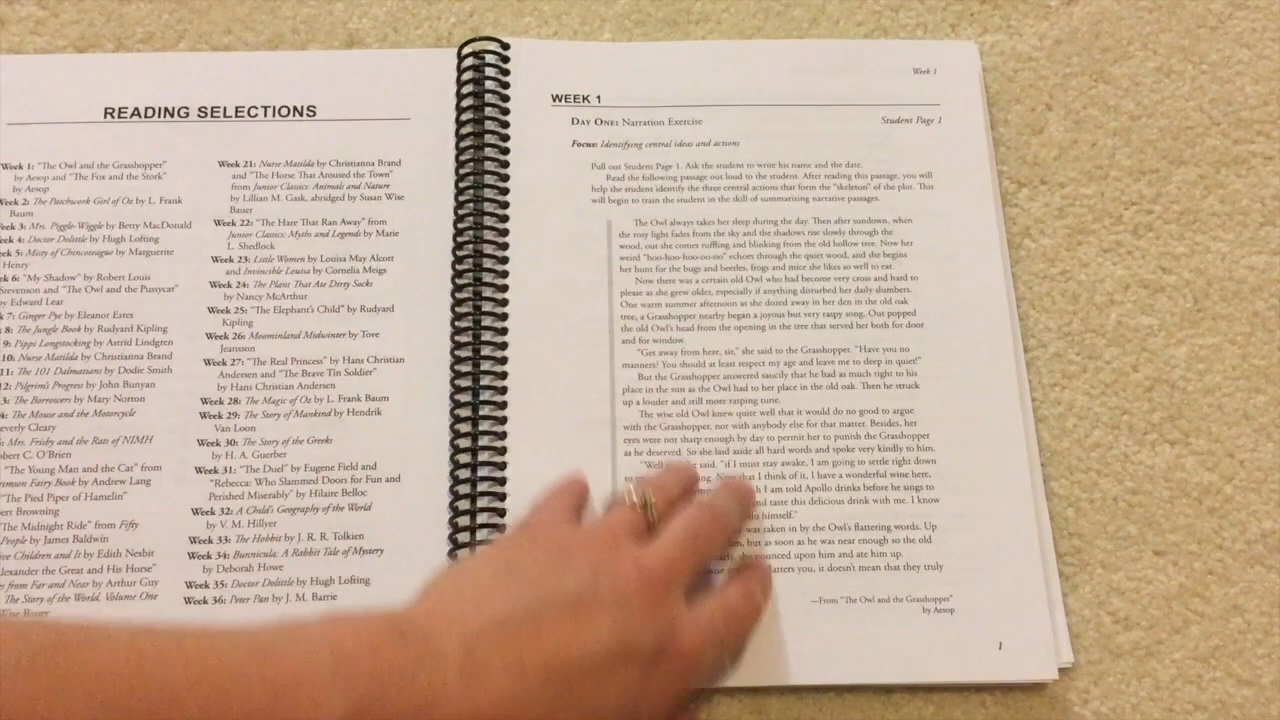 READING SELECTIONS
Week 1: "The Owl and the Grasshopper"
by Aesop and "The Fox and the Stork"
by Aesop
Week 2: The Patchwork Girl of Oz by L. Frank
Baum
eek 3: Mrs. Piggle-Wiggle by Betty MacDonald
eek 4: Doctor Dolittle by Hugh Lofting
ek 5: Misty of Chincoteague by Marguerite
Henry
ek 6: "My Shadow" by Robert Louis
Stevenson and "The Owl and the Pussycat"
by Edward Lear
k 7: Ginger Pye by Eleanor Estes
8: The Jungle Book by Rudyard Kipling
9: Pippi Longstocking by Astrid Lindgren
10: Nurse Matilda by Christianna Brand
11: The 101 Dalmatians by Dodie Smith
12: Pilgrim's Progress by John Bunyan
3: The Borrowers by Mary Norton
4: The Mouse and the Motorcycle
everly Cleary
: Mrs. Frisby and the Rats of NIMH
bert C. O'Brien
"The Young Man and the Cat" from
imson Fairy Book by Andrew Lang
"The Pied Piper of Hamelin"
ert Browning
"The Midnight Ride" from Fifty
People by James Baldwin
ve Children and It by Edith Nesbit
lexander the Great and His Horse"
es from Far and Near by Arthur Guy
The Story of the World, Volume One
Wise Bauer
Week 21: Nurse Matilda by Christianna Brand
and "The Horse That Aroused the Town"
from Junior Classics: Animals and Nature
by Lillian M. Gask, abridged by Susan Wise
Bauer
Week 22: "The Hare That Ran Away" from
Junior Classics: Myths and Legends by Marie
L. Shedlock
Week 23: Little Women by Louisa May Alcott
and Invincible Louisa by Cornelia Meigs
Week 24: The Plant That Ate Dirty Socks
by Nancy McArthur
Week 25: "The Elephant's Child" by Rudyard
Kipling
Week 26: Moominland Midwinter by Tove
Jeansson
Week 27: "The Real Princess" by Hans Christian
Andersen and "The Brave Tin Soldier"
by Hans Christian Andersen
Week 28: The Magic of Oz by L. Frank Baum
Week 29: The Story of Mankind by Hendrik
Van Loon
Week 30: The Story of the Greeks
by H. A. Guerber
Week 31: "The Duel" by Eugene Field and
"Rebecca: Who Slammed Doors for Fun and
Perished Miserably" by Hilaire Belloc
Week 32: A Child's Geography of the World
by V. M. Hillyer
Week 33: The Hobbit by J. R. R. Tolkien
Week 34: Bunnicula: A Rabbit Tale of Mystery
by Deborah Howe
Week 35: Doctor Dolittle by Hugh Lofting
Week 36: Peter Pan by J. M. Barrie
Week 1
WEEK 1
DAY ONE: Narration Exercise Student Page 1
Focus: Identifying central ideas and actions
Pull out Student Page 1. Ask the student to write his name and the date.
Read the following passage out loud to the student. After reading this passage, you will
help the student identify the three central actions that form the "skeleton" of the plot. This
will begin to train the student in the skill of summarizing narrative passages.
The Owl always takes her sleep during the day. Then after sundown, when
the rosy light fades from the sky and the shadows rise slowly through the
wood, out she comes ruffling and blinking from the old hollow tree. Now her
weird "hoo-hoo-hoo-oo-oo" echoes through the quiet wood, and she begins
her hunt for the bugs and beetles, frogs and mice she likes so well to eat.
Now there was a certain old Owl who had become very cross and hard to
please as she grew older, especially if anything disturbed her daily slumbers.
One warm summer afternoon as she dozed away in her den in the old oak
tree, a Grasshopper nearby began a joyous but very raspy song. Out popped
the old Owl's head from the opening in the tree that served her both for door
and for window.
"Get away from here, sir," she said to the Grasshopper. "Have you no
manners? You should at least respect my age and leave me to sleep in quiet!"
But the Grasshopper answered saucily that he had as much right to his
place in the sun as the Owl had to her place in the old oak. Then he struck
up a louder and still more rasping tune.
The wise old Owl knew quite well that it would do no good to argue
with the Grasshopper, nor with anybody else for that matter. Besides, her
eyes were not sharp enough by day to permit her to punish the Grasshopper
as he deserved. So she laid aside all hard words and spoke very kindly to him.
"Well said, "if I must stay awake, I am going to settle right down
to ng. Now that I think of it, I have a wonderful wine here,
ymp h I am told Apollo drinks before he sings to
and taste this delicious drink with me. I know
llo himself."
was taken in by the Owl's flattering words. Up
, but as soon as he was near enough so the old
arly, she pounced upon him and ate him up.
atters you, it doesn't mean that they truly
—From "The Owl and the Grasshopper"
by Aesop
1